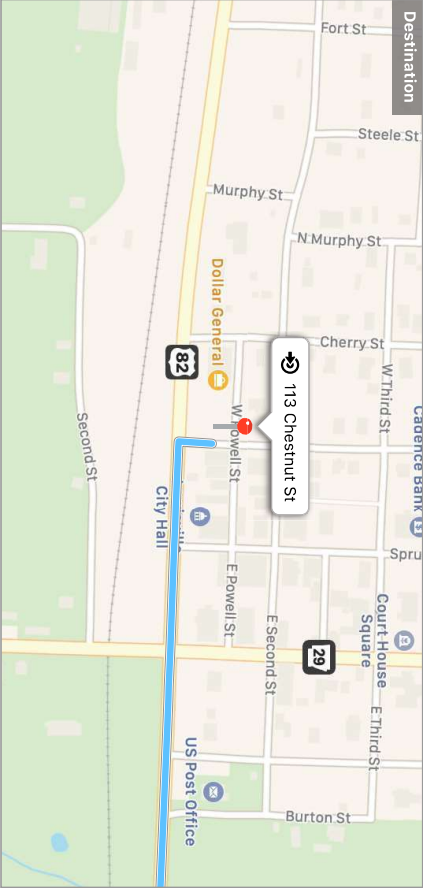 Destination
Fort St
Steele St
Murphy St
N Murphy St
Dollar General
Cherry St
82
113 Chestnut St
W Third St
Cadence Bank
W Powell St
Second St
City Hall
Spru
E Powell St
E Second St
29
Court House
Square
E Third St
US Post Office
Burton St